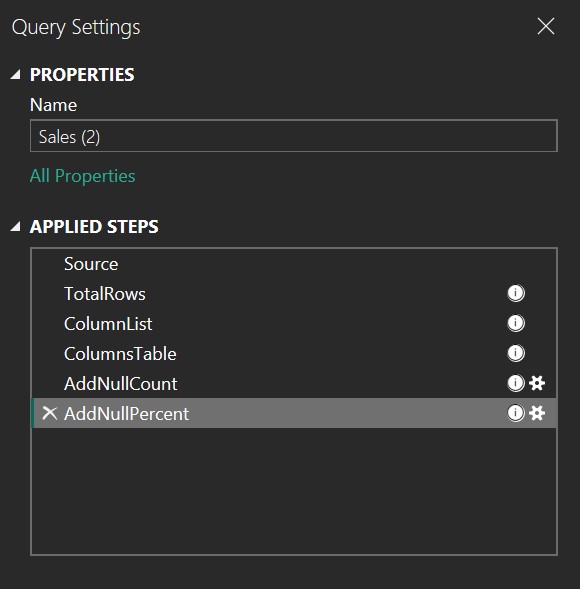 Query Settings
PROPERTIES
Name
Sales (2)
All Properties
APPLIED STEPS
Source
TotalRows
ColumnList
ColumnsTable
AddNullCount
AddNullPercent